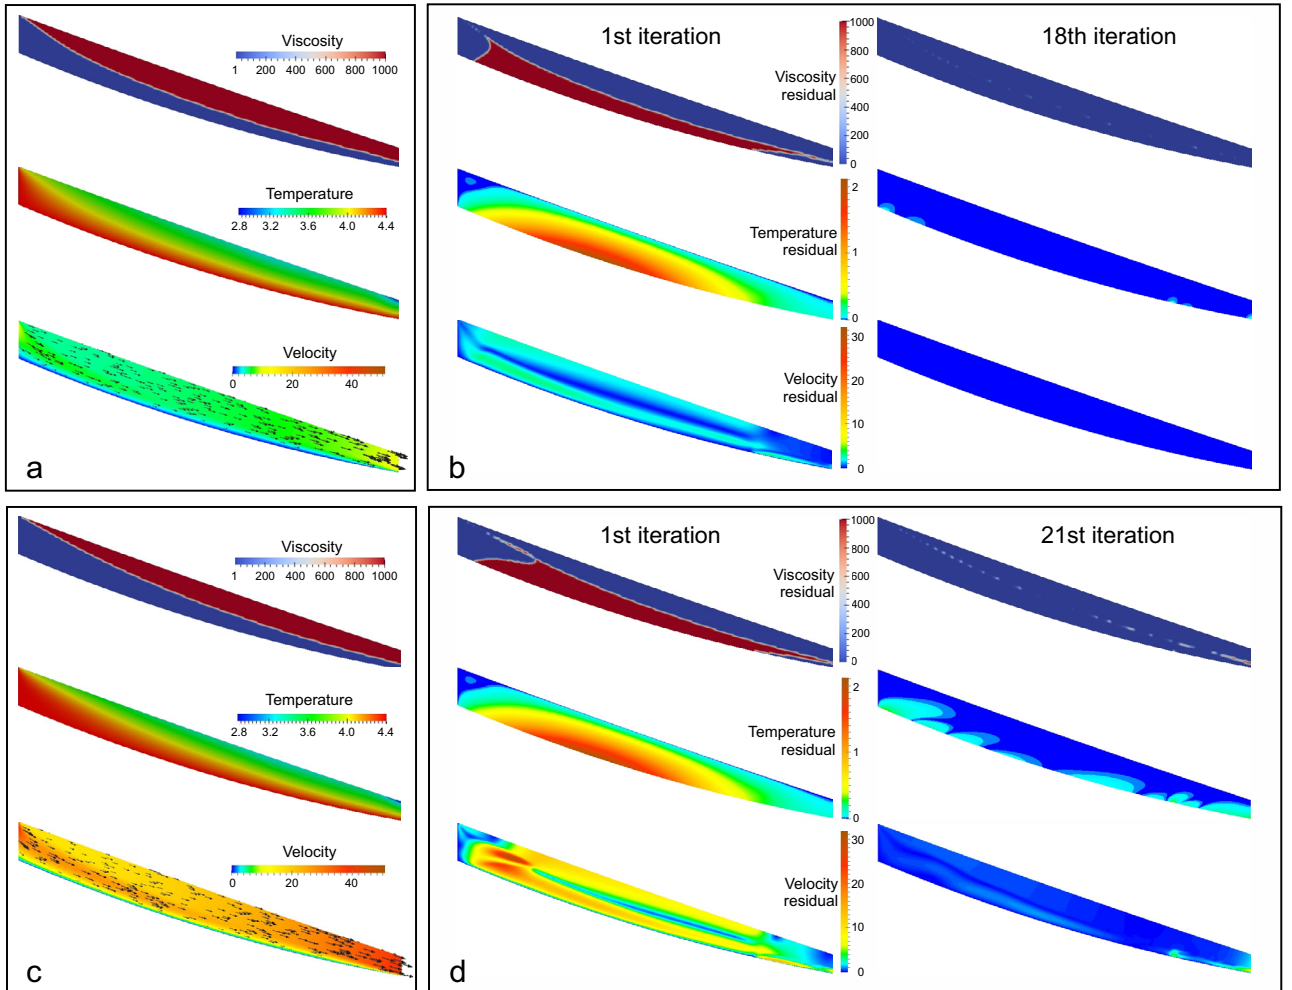 Viscosity
1 200 400 600 800 1000
Temperature
2.8 3.2 3.6 4.0 4.4
Velocity
0 20 40
a
1st iteration
18th iteration
Viscosity
residual
1000
800
600
400
200
0
Temperature
residual
2
1
0
Velocity
residual
30
20
10
0
b
Viscosity
1 200 400 600 800 1000
Temperature
2.8 3.2 3.6 4.0 4.4
Velocity
0 20 40
c
1st iteration
21st iteration
Viscosity
residual
1000
800
600
400
200
0
Temperature
residual
2
1
0
Velocity
residual
30
20
10
0
d